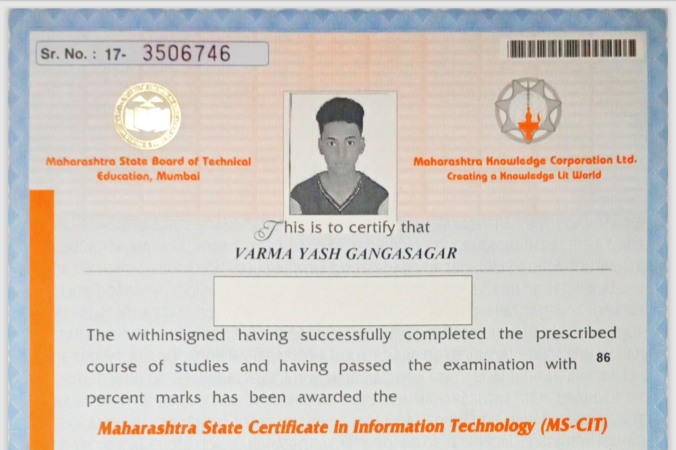 Sr. No. : 17- 3506746
Maharashtra State Board of Technical
Education, Mumbai
Maharashtra Knowledge Corporation Ltd.
Creating a Knowledge Lit World
This is to certify that
VARMA YASH GANGASAGAR
The withinsigned having successfully completed the prescribed
course of studies and having passed the examination with 86
percent marks has been awarded the
Maharashtra State Certificate in Information Technology (MS-CIT)